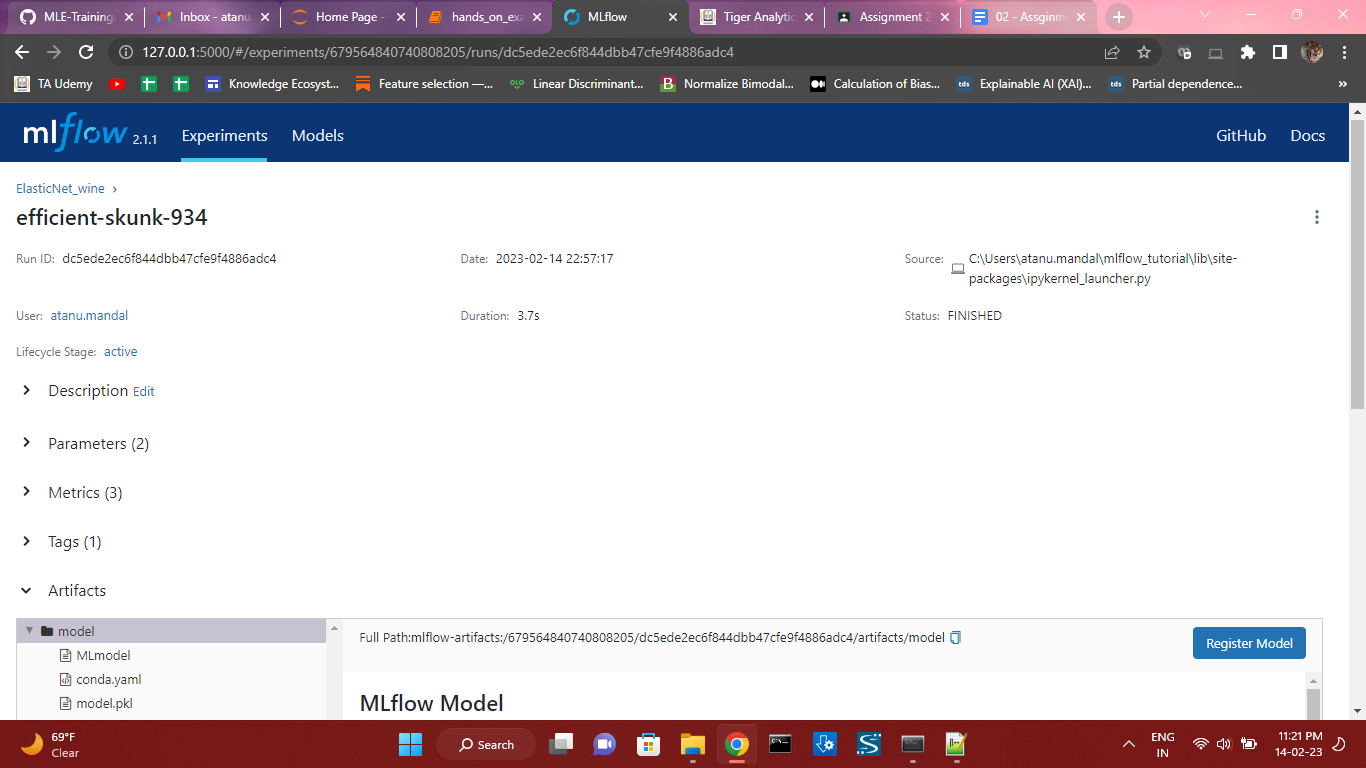 MLE-Training
Inbox - atanu
Home Page -
hands_on_exa
MLflow
Tiger Analytic
Assignment 2
02 - Assginme
127.0.0.1:5000/#/experiments/679564840740808205/runs/dc5ede2ec6f844dbb47cfe9f4886adc4
TA Udemy
Knowledge Ecosyst...
Feature selection —...
Linear Discriminant...
Normalize Bimodal...
Calculation of Bias...
Explainable AI (XAI)...
Partial dependence...
»
mlflow 2.1.1 Experiments Models GitHub Docs
ElasticNet_wine ›
efficient-skunk-934
Run ID: dc5ede2ec6f844dbb47cfe9f4886adc4
Date: 2023-02-14 22:57:17
Source: C:\Users\atanu.mandal\mlflow_tutorial\lib\site-
packages\ipykernel_launcher.py
User: atanu.mandal
Duration: 3.7s
Status: FINISHED
Lifecycle Stage: active
Description Edit
Parameters (2)
Metrics (3)
Tags (1)
Artifacts
model
MLmodel
conda.yaml
model.pkl
Full Path:mlflow-artifacts:/679564840740808205/dc5ede2ec6f844dbb47cfe9f4886adc4/artifacts/model
Register Model
MLflow Model
69°F
Clear
Search
ENG
IN
11:21 PM
14-02-23